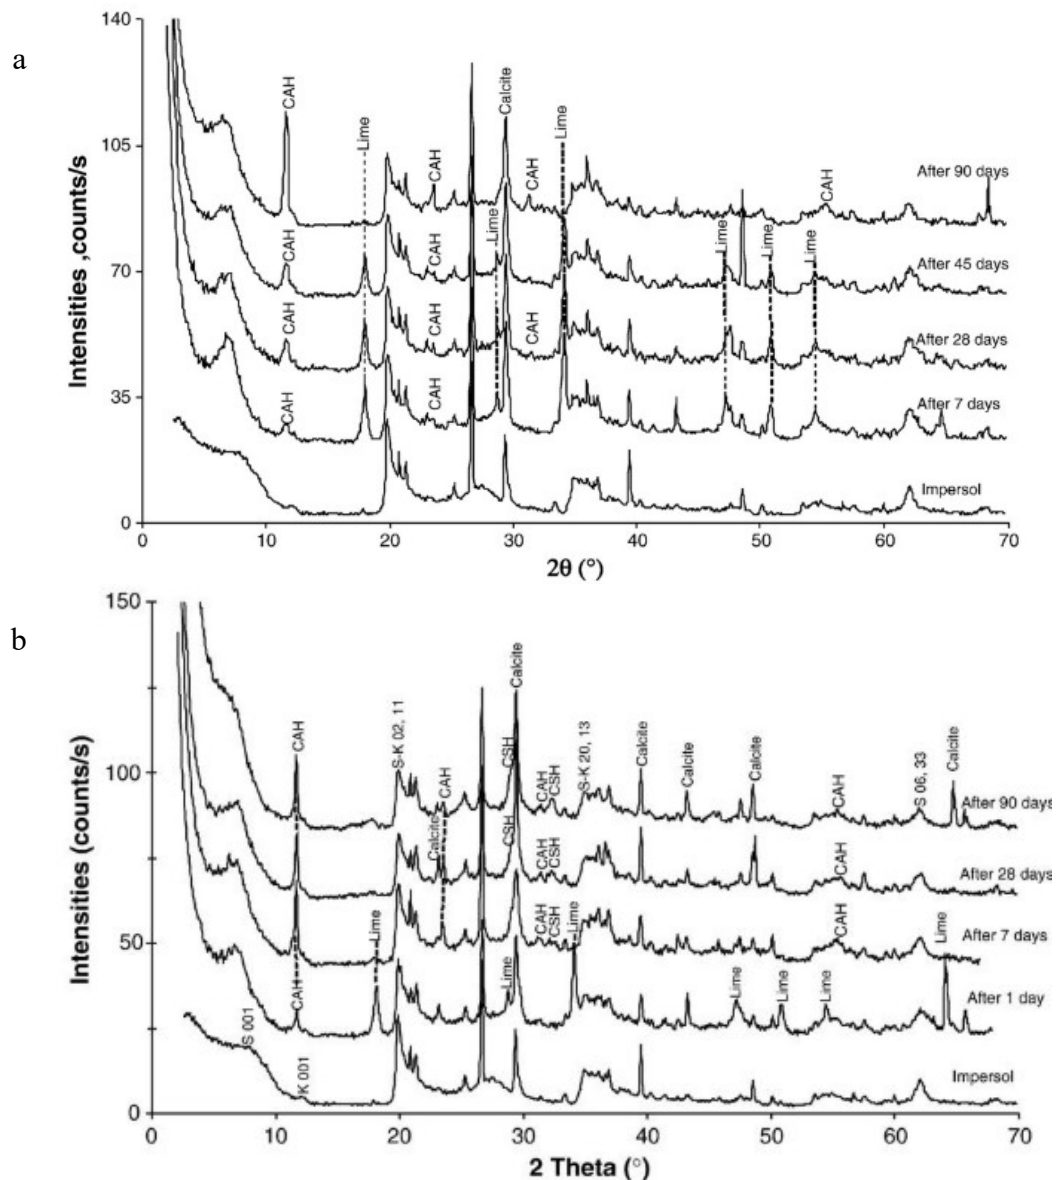 a
140
105
70
35
0
Intensities ,counts/s
CAH
Lime
CAH
Calcite
CAH
Lime
CAH
After 90 days
CAH
CAH
Lime
Lime
Lime
Lime
After 45 days
CAH
CAH
CAH
After 28 days
CAH
CAH
After 7 days
Impersol
0 10 20 30 40 50 60 70
2θ (°)
b
150
100
50
0
Intensities (counts/s)
CAH
S-K 02, 11
CAH
CSH
Calcite
CAH
CSH
S-K 20, 13
Calcite
Calcite
Calcite
CAH
S 06, 33
Calcite
After 90 days
Calcite
CSH
CAH
CSH
CAH
After 28 days
Lime
CAH
CSH
Lime
CAH
Lime
After 7 days
CAH
Lime
Lime
Lime
Lime
After 1 day
S 001
K 001
Impersol
0 10 20 30 40 50 60 70
2 Theta (°)